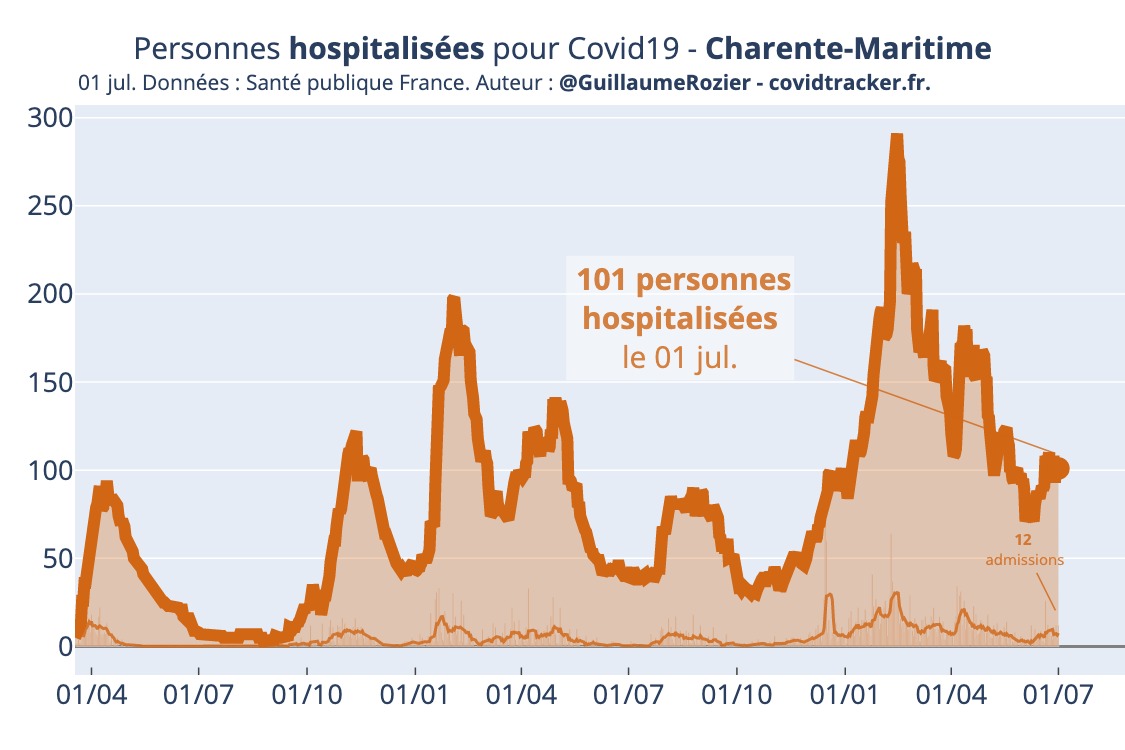 Personnes hospitalisées pour Covid19 - Charente-Maritime
01 jul. Données : Santé publique France. Auteur : @GuillaumeRozier - covidtracker.fr.
300
250
200
150
100
50
0
101 personnes
hospitalisées
le 01 jul.
12
admissions
01/04 01/07 01/10 01/01 01/04 01/07 01/10 01/01 01/04 01/07